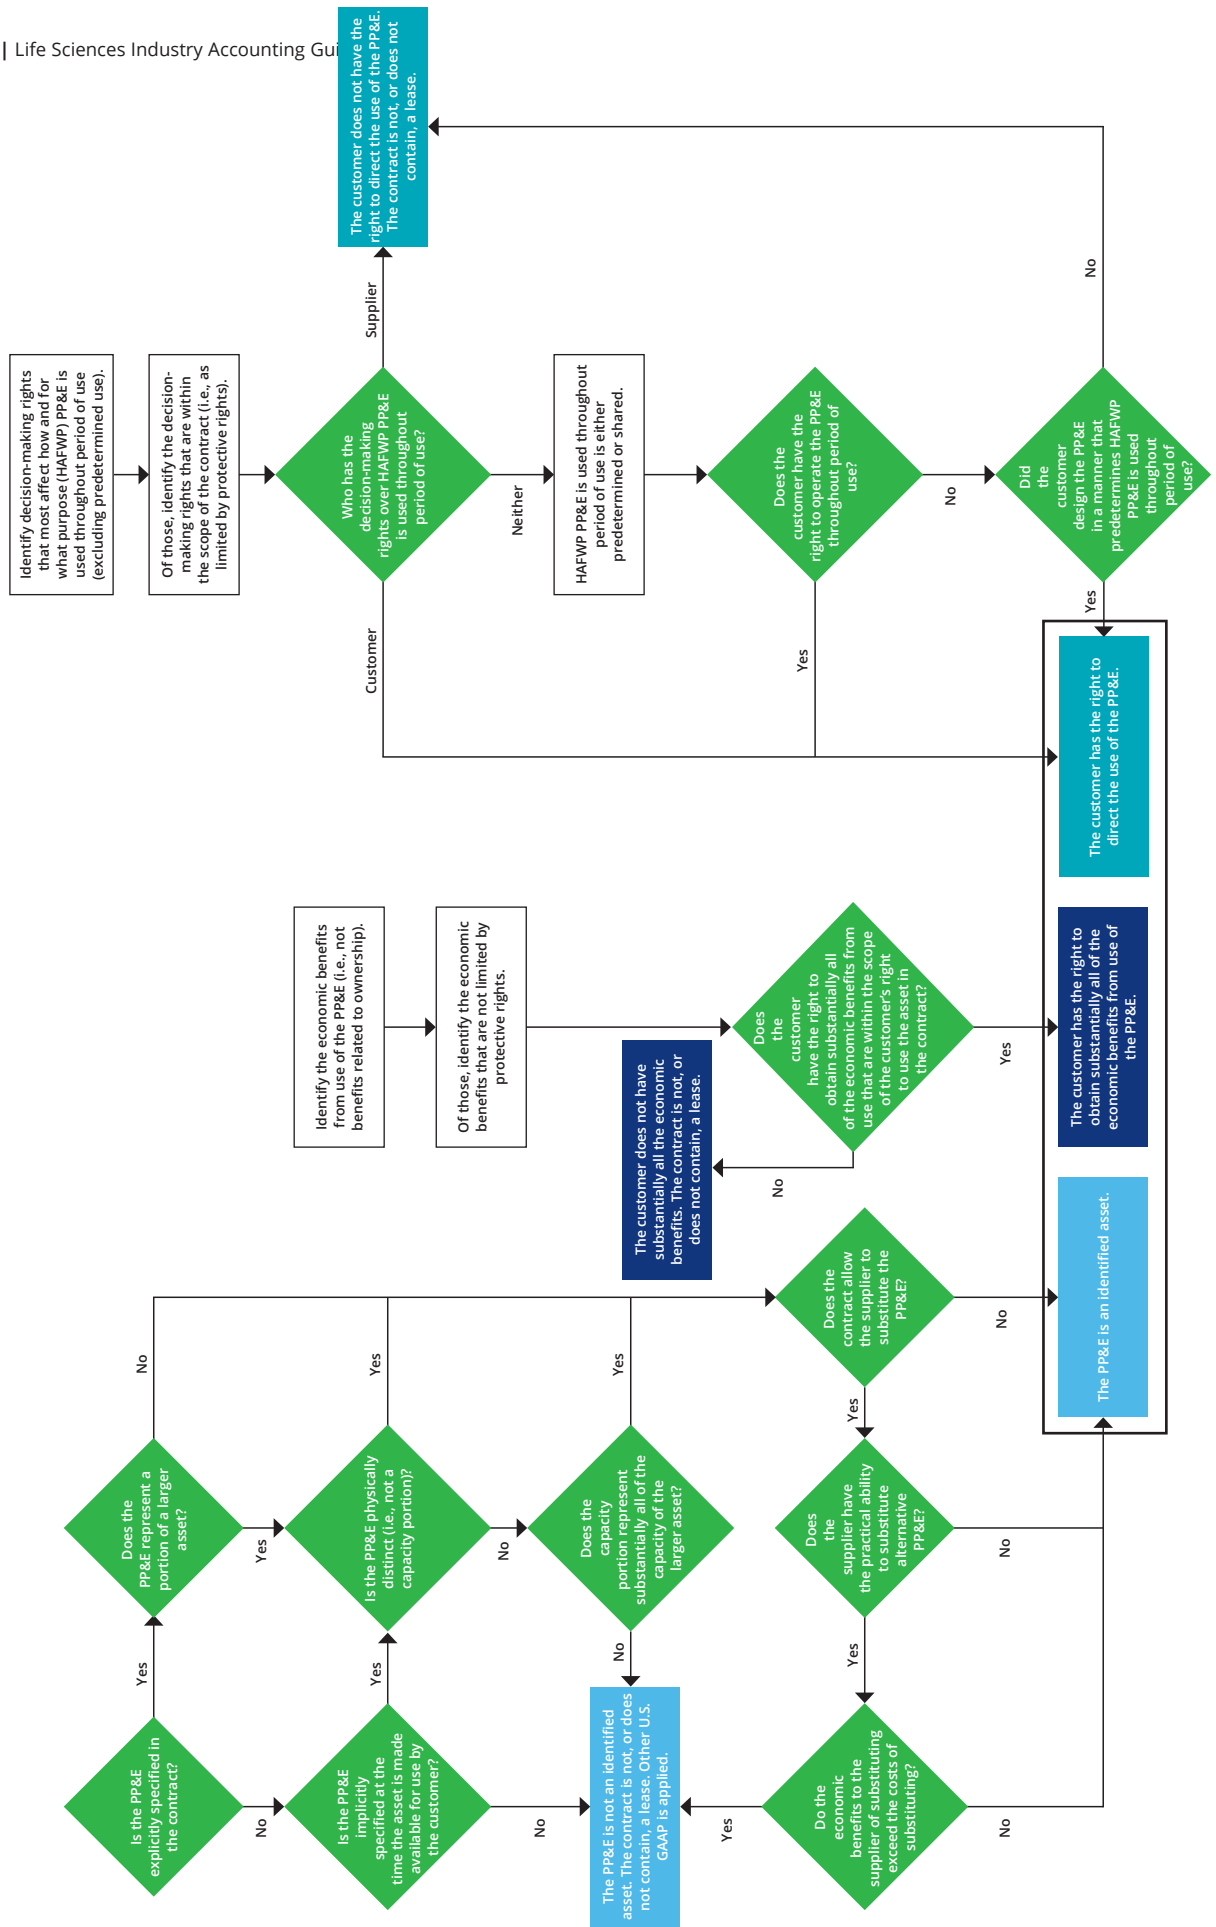 | Life Sciences Industry Accounting Gui
Is the PP&E
explicitly specified in
the contract?
Yes
No
Does the
PP&E represent a
portion of a larger
asset?
No
Yes
Is the PP&E
implicitly
specified at the
time the asset is made
available for use by
the customer?
Yes
No
Is the PP&E physically
distinct (i.e., not a
capacity portion)?
Yes
No
Does the
capacity
portion represent
substantially all of the
capacity of the
larger asset?
Yes
No
The PP&E is not an identified
asset. The contract is not, or does
not contain, a lease. Other U.S.
GAAP is applied.
Does the
contract allow
the supplier to
substitute the
PP&E?
No
Yes
Does
the
supplier have
the practical ability
to substitute
alternative
PP&E?
Yes
No
Do the
economic
benefits to the
supplier of substituting
exceed the costs of
substituting?
Yes
No
The PP&E is an identified asset.
Identify the economic benefits
from use of the PP&E (i.e., not
benefits related to ownership).
Of those, identify the economic
benefits that are not limited by
protective rights.
Does
the
customer
have the right to
obtain substantially all
of the economic benefits from
use that are within the scope
of the customer’s right
to use the asset in
the contract?
No
The customer does not have
substantially all the economic
benefits. The contract is not, or
does not contain, a lease.
Yes
The customer has the right to
obtain substantially all of the
economic benefits from use of
the PP&E.
Identify decision-making rights
that most affect how and for
what purpose (HAFWP) PP&E is
used throughout period of use
(excluding predetermined use).
Of those, identify the decision-
making rights that are within
the scope of the contract (i.e., as
limited by protective rights).
Who has the
decision-making
rights over HAFWP PP&E
is used throughout
period of use?
Customer
Supplier
Neither
The customer does not have the
right to direct the use of the PP&E.
The contract is not, or does not
contain, a lease.
HAFWP PP&E is used throughout
period of use is either
predetermined or shared.
Does the
customer have the
right to operate the PP&E
throughout period of
use?
Yes
No
Did
the
customer
design the PP&E
in a manner that
predetermines HAFWP
PP&E is used
throughout
period of
use?
Yes
No
The customer has the right to
direct the use of the PP&E.